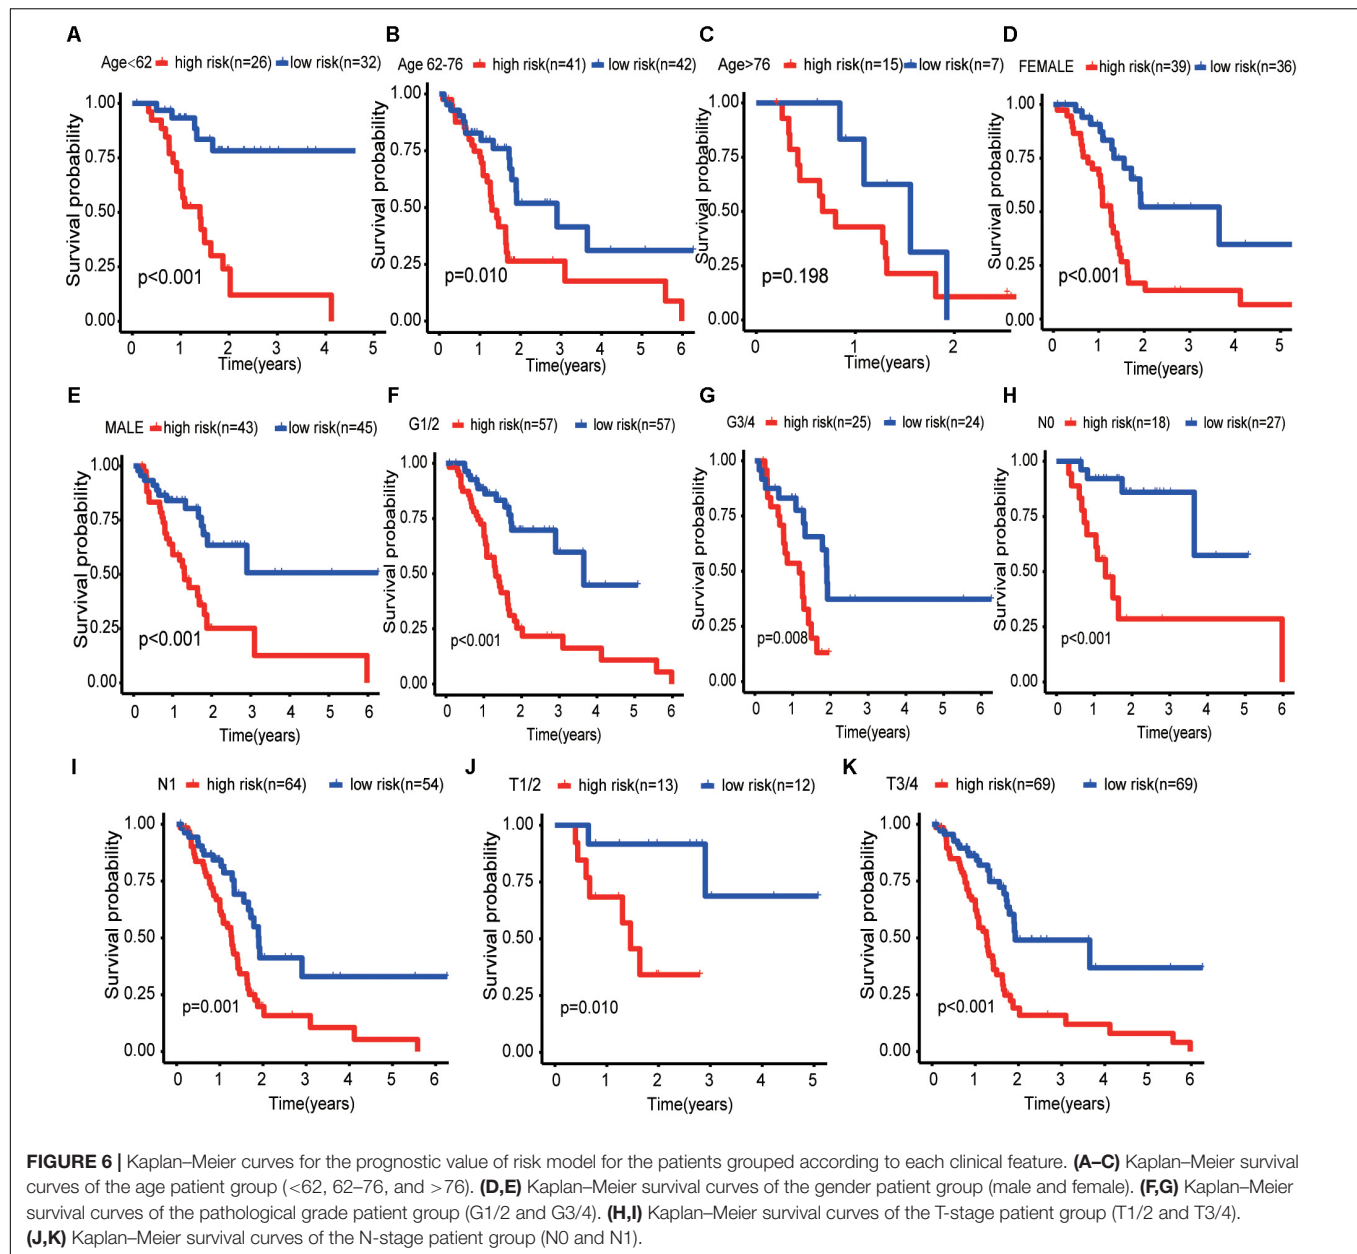 A
Age<62 high risk(n=26) low risk(n=32)
Survival probability
1.00
0.75
0.50
0.25
0.00
p<0.001
0 1 2 3 4 5
Time(years)
B
Age 62-76 high risk(n=41) low risk(n=42)
Survival probability
1.00
0.75
0.50
0.25
0.00
p=0.010
0 1 2 3 4 5 6
Time(years)
C
Age>76 high risk(n=15) low risk(n=7)
Survival probability
1.00
0.75
0.50
0.25
0.00
p=0.198
0 1 2
Time(years)
D
FEMALE high risk(n=39) low risk(n=36)
Survival probability
1.00
0.75
0.50
0.25
0.00
p<0.001
0 1 2 3 4 5
Time(years)
E
MALE high risk(n=43) low risk(n=45)
Survival probability
1.00
0.75
0.50
0.25
0.00
p<0.001
0 1 2 3 4 5 6
Time(years)
F
G1/2 high risk(n=57) low risk(n=57)
Survival probability
1.00
0.75
0.50
0.25
0.00
p<0.001
0 1 2 3 4 5 6
Time(years)
G
G3/4 high risk(n=25) low risk(n=24)
Survival probability
1.00
0.75
0.50
0.25
0.00
p=0.008
0 1 2 3 4 5 6
Time(years)
H
N0 high risk(n=18) low risk(n=27)
Survival probability
1.00
0.75
0.50
0.25
0.00
p<0.001
0 1 2 3 4 5 6
Time(years)
I
N1 high risk(n=64) low risk(n=54)
Survival probability
1.00
0.75
0.50
0.25
0.00
p=0.001
0 1 2 3 4 5 6
Time(years)
J
T1/2 high risk(n=13) low risk(n=12)
Survival probability
1.00
0.75
0.50
0.25
0.00
p=0.010
0 1 2 3 4 5
Time(years)
K
T3/4 high risk(n=69) low risk(n=69)
Survival probability
1.00
0.75
0.50
0.25
0.00
p<0.001
0 1 2 3 4 5 6
Time(years)
FIGURE 6 | Kaplan–Meier curves for the prognostic value of risk model for the patients grouped according to each clinical feature. (A–C) Kaplan–Meier survival
curves of the age patient group (<62, 62–76, and >76). (D,E) Kaplan–Meier survival curves of the gender patient group (male and female). (F,G) Kaplan–Meier
survival curves of the pathological grade patient group (G1/2 and G3/4). (H,I) Kaplan–Meier survival curves of the T-stage patient group (T1/2 and T3/4).
(J,K) Kaplan–Meier survival curves of the N-stage patient group (N0 and N1).